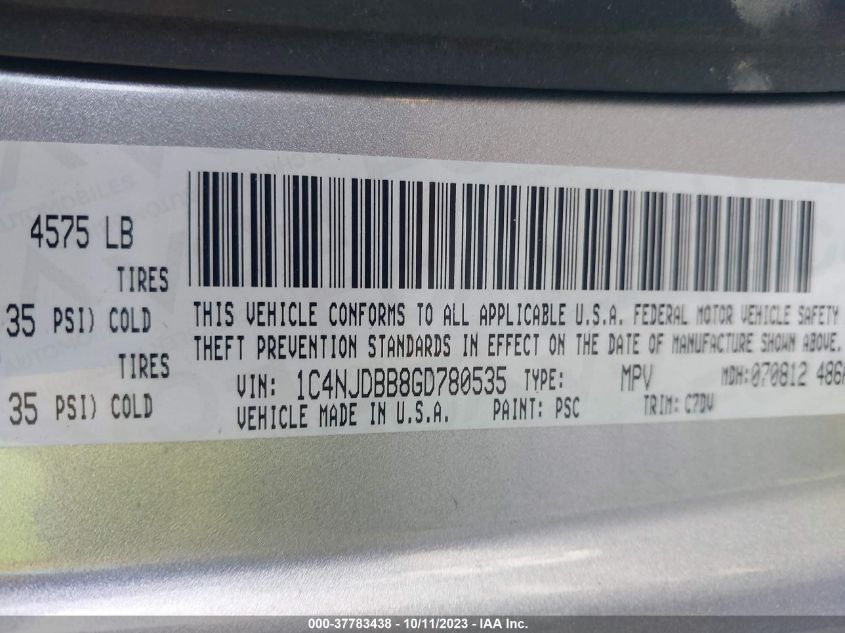 4575 LB
TIRES
35 PSI) COLD
THIS VEHICLE CONFORMS TO ALL APPLICABLE U.S.A. FEDERAL MOTOR VEHICLE SAFETY
THEFT PREVENTION STANDARDS IN EFFECT ON THE DATE OF MANUFACTURE SHOWN ABOVE.
TIRES
VIN: 1C4NJDBB8GD780535 TYPE: MPV MDH:070812 486A
35 PSI) COLD
VEHICLE MADE IN U.S.A. PAINT: PSC TRIM: C7DV
000-37783438 - 10/11/2023 - IAA Inc.